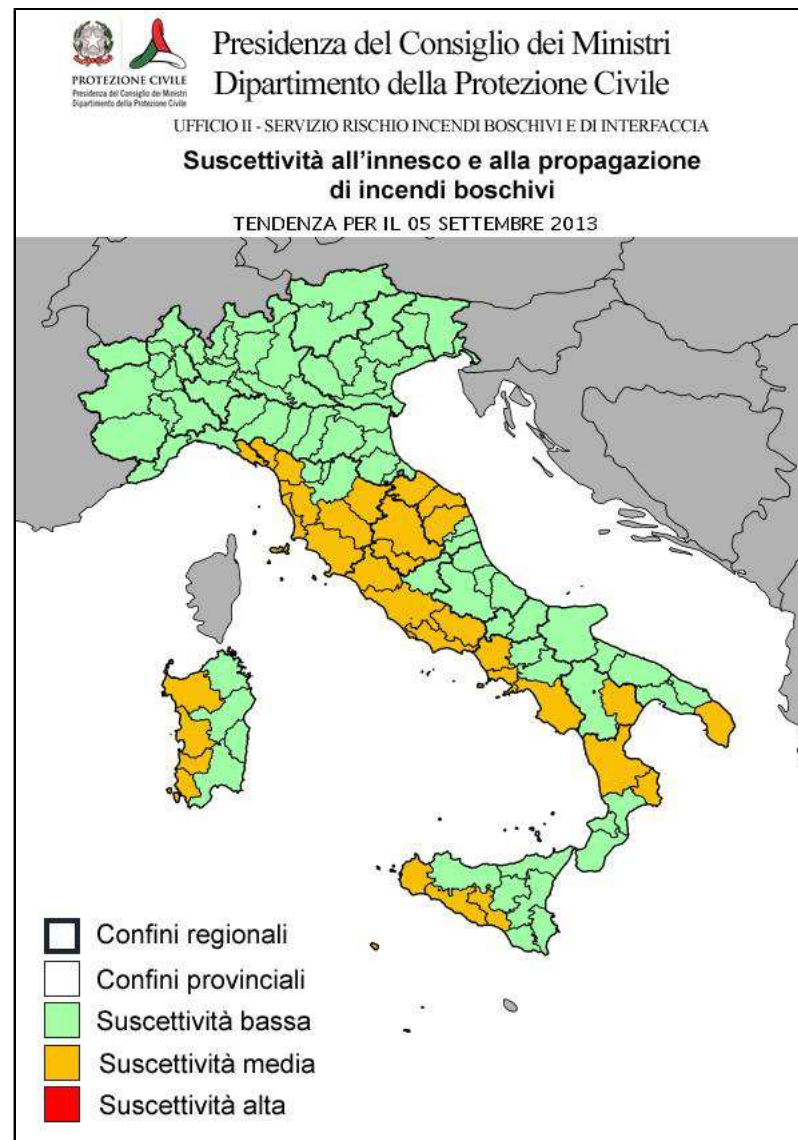 PROTEZIONE CIVILE
Presidenza del Consiglio dei Ministri
Dipartimento della Protezione Civile
Presidenza del Consiglio dei Ministri
Dipartimento della Protezione Civile
UFFICIO II - SERVIZIO RISCHIO INCENDI BOSCHIVI E DI INTERFACCIA
Suscettività all'innesco e alla propagazione
di incendi boschivi
TENDENZA PER IL 05 SETTEMBRE 2013
Confini regionali
Confini provinciali
Suscettività bassa
Suscettività media
Suscettività alta